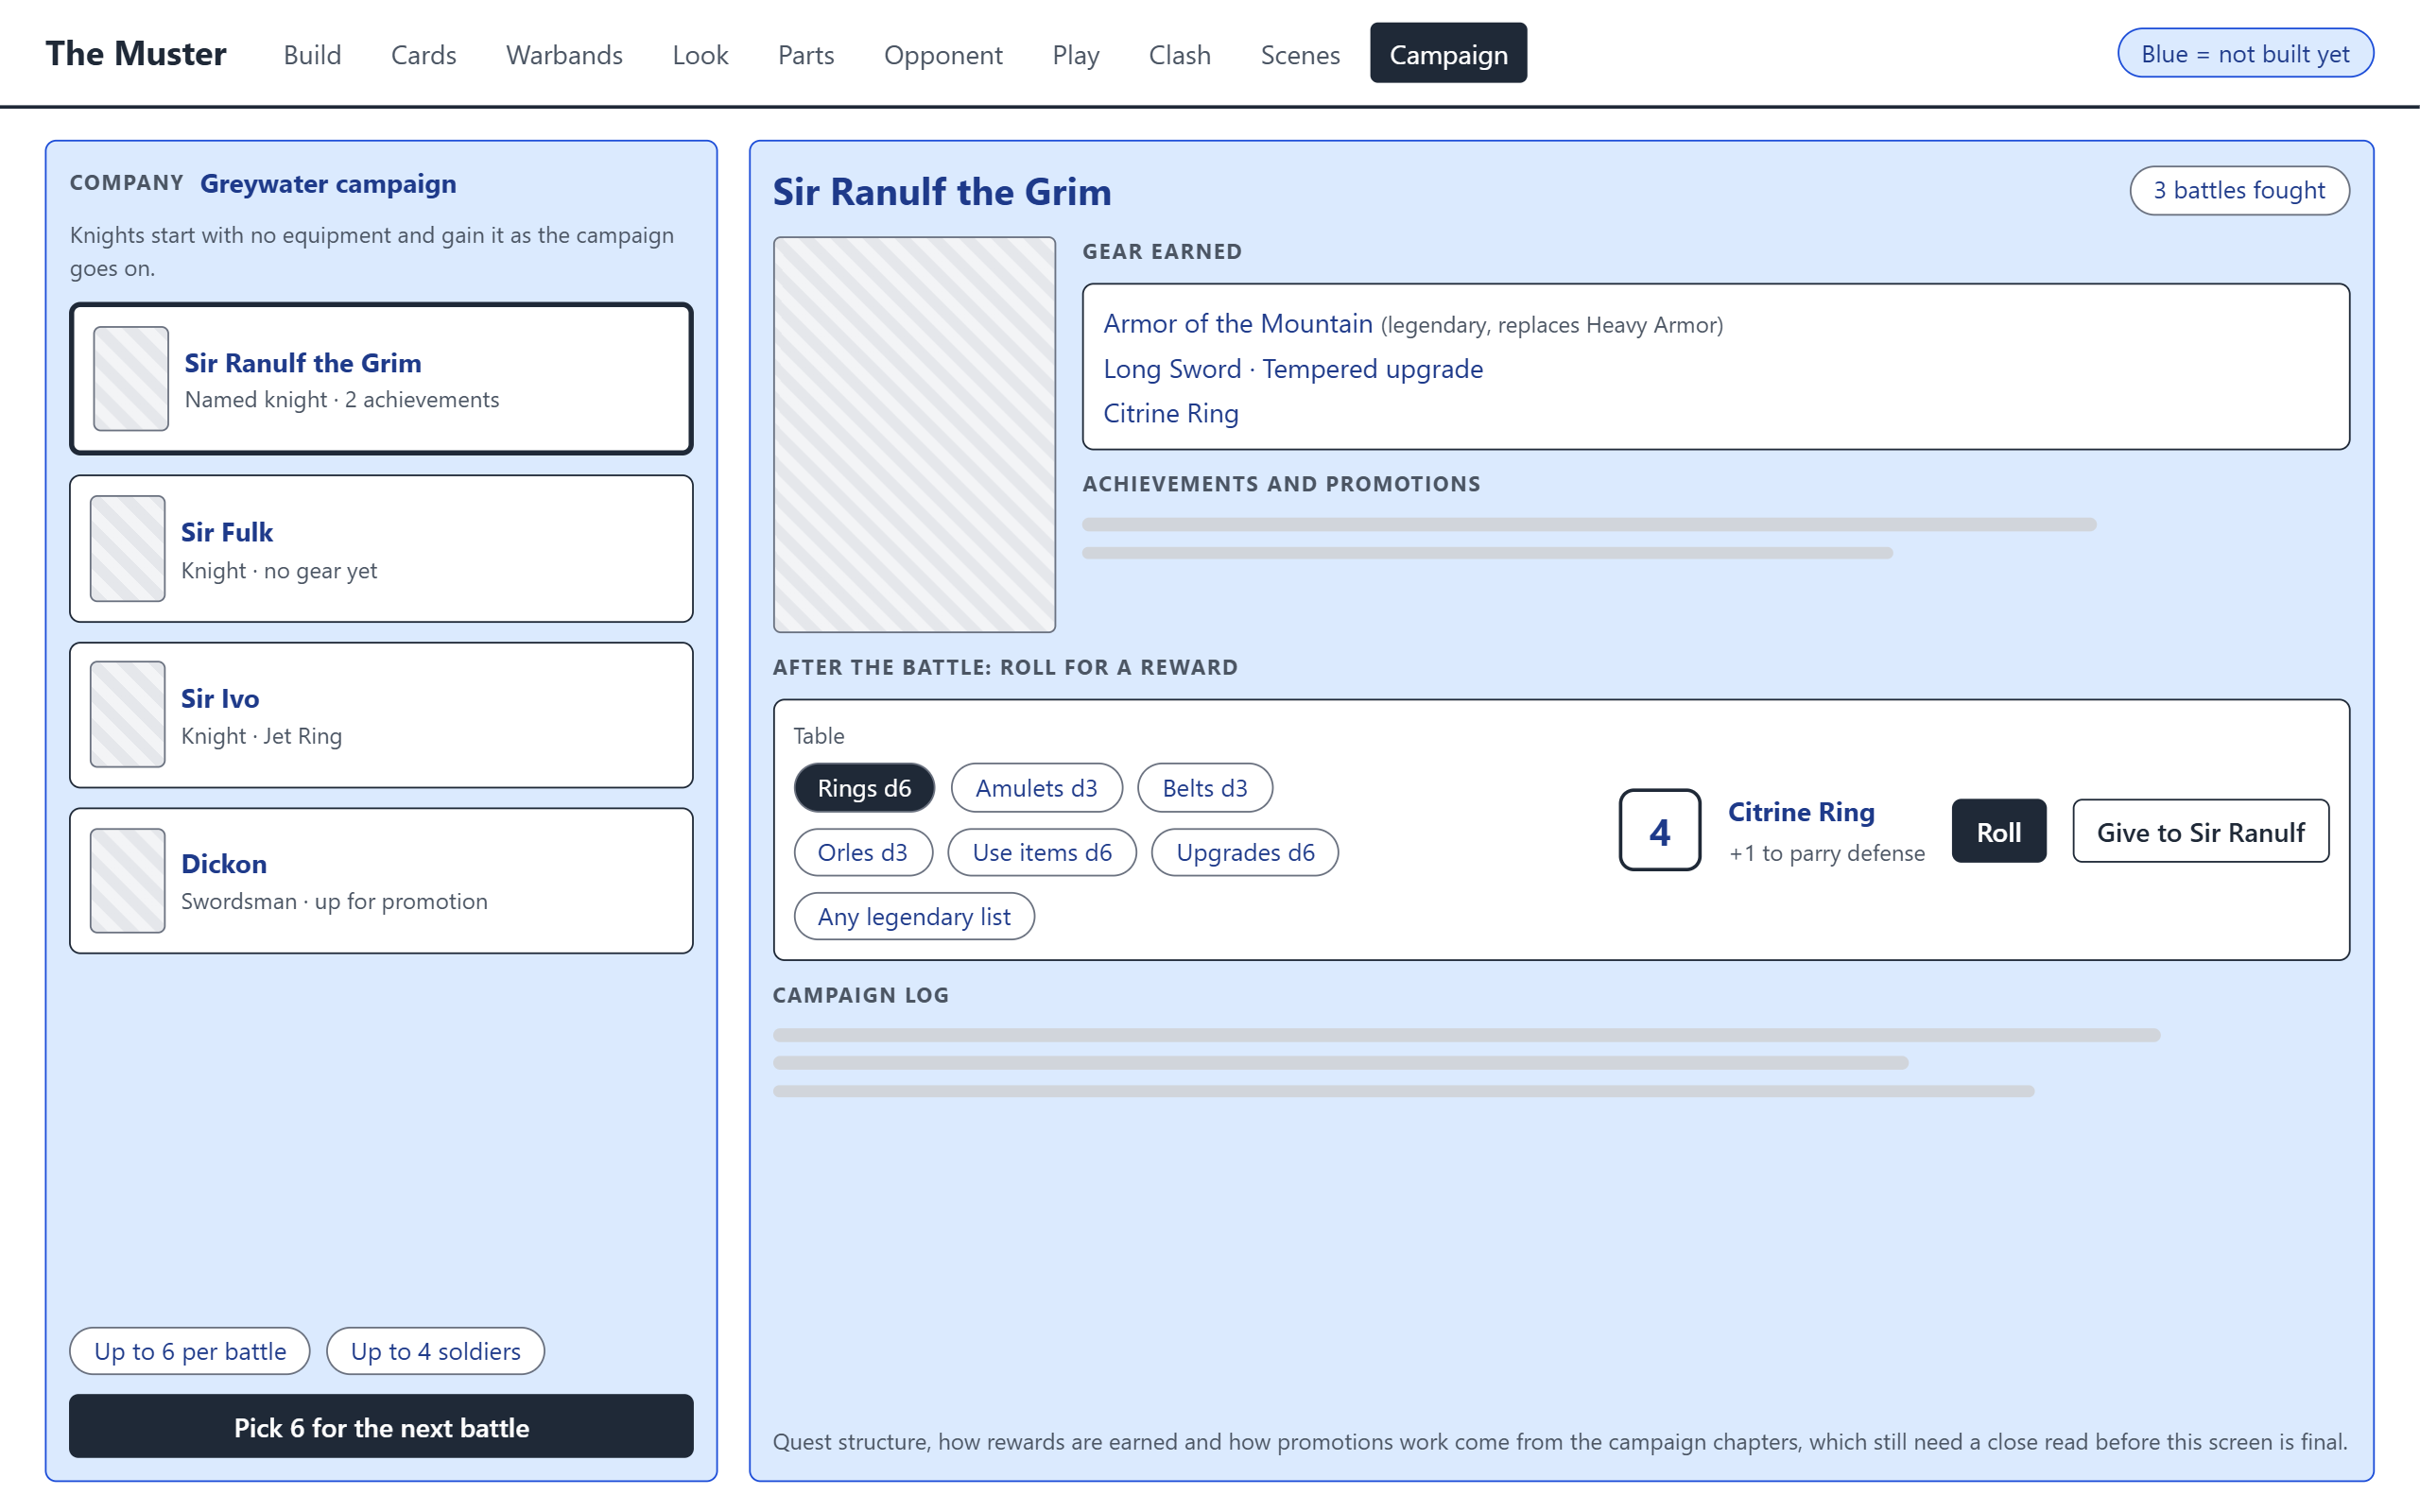 The Muster Build Cards Warbands Look Parts Opponent Play Clash Scenes Campaign Blue = not built yet
COMPANY Greywater campaign
Knights start with no equipment and gain it as the campaign
goes on.
Sir Ranulf the Grim
Named knight · 2 achievements
Sir Fulk
Knight · no gear yet
Sir Ivo
Knight · Jet Ring
Dickon
Swordsman · up for promotion
Up to 6 per battle Up to 4 soldiers
Pick 6 for the next battle
Sir Ranulf the Grim 3 battles fought
GEAR EARNED
Armor of the Mountain (legendary, replaces Heavy Armor)
Long Sword · Tempered upgrade
Citrine Ring
ACHIEVEMENTS AND PROMOTIONS
AFTER THE BATTLE: ROLL FOR A REWARD
Table
Rings d6 Amulets d3 Belts d3
Orles d3 Use items d6 Upgrades d6
Any legendary list
4
Citrine Ring
+1 to parry defense
Roll
Give to Sir Ranulf
CAMPAIGN LOG
Quest structure, how rewards are earned and how promotions work come from the campaign chapters, which still need a close read before this screen is final.